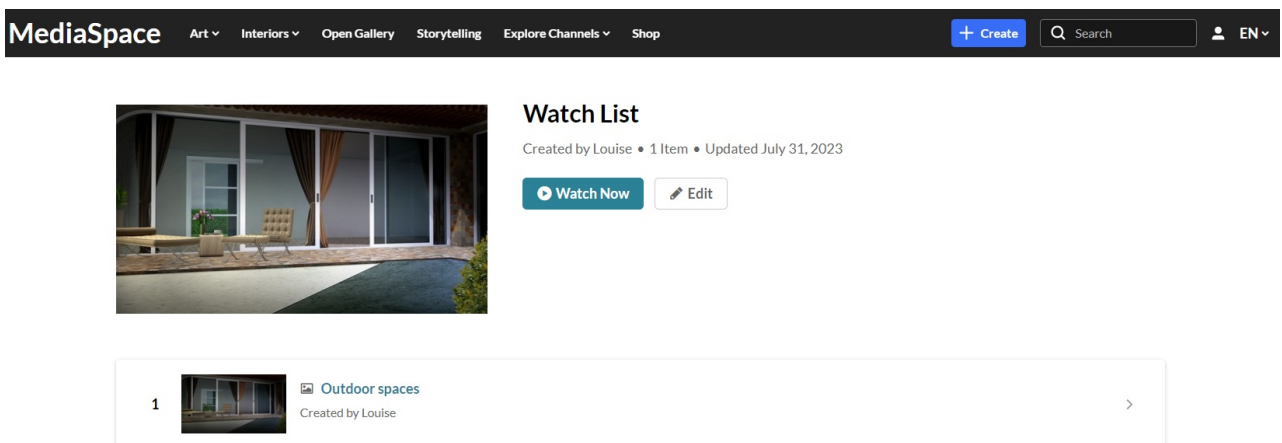 MediaSpace Art Interiors Open Gallery Storytelling Explore Channels Shop + Create Search EN
Watch List
Created by Louise • 1 Item • Updated July 31, 2023
Watch Now Edit
1 Outdoor spaces
Created by Louise